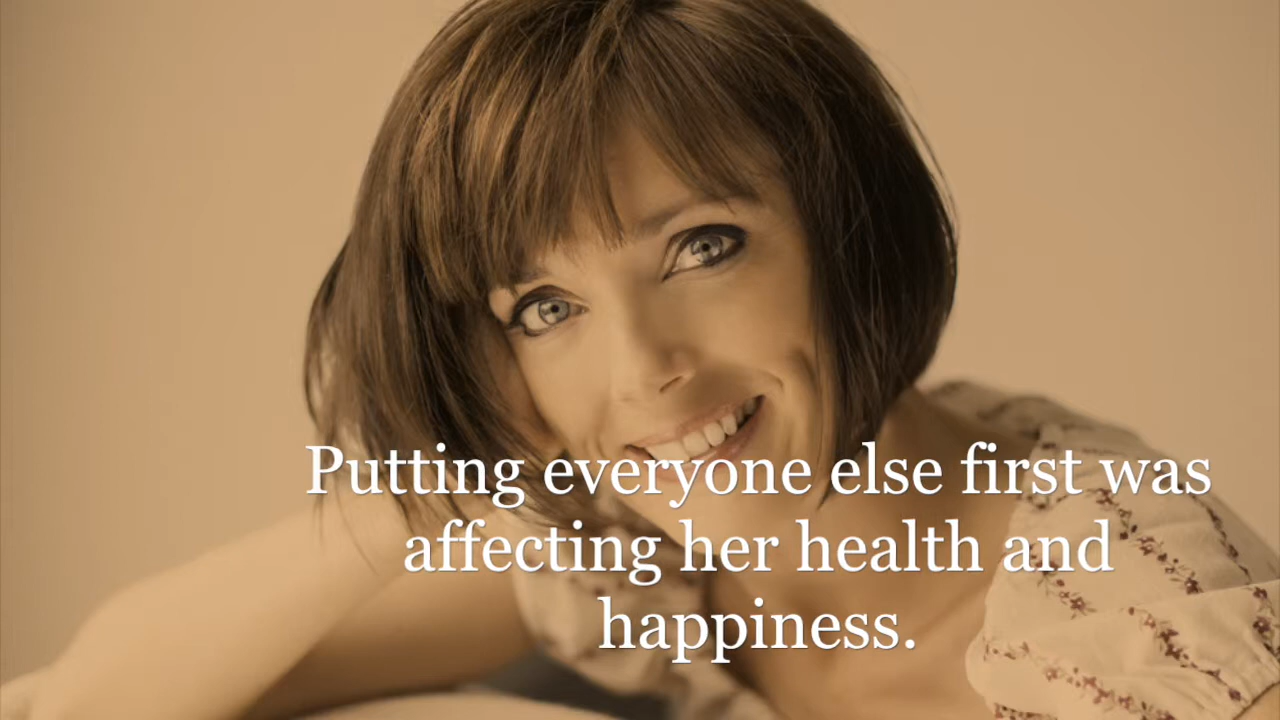 Putting everyone else first was
affecting her health and
happiness.